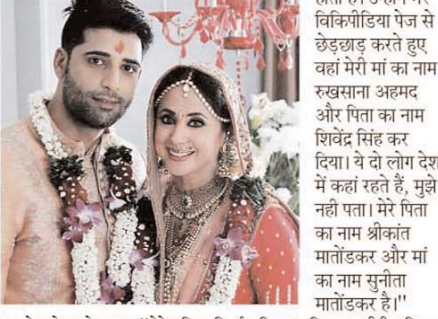 विकिपीडिया पेज से
छेड़छाड़ करते हुए
वहां मेरी मां का नाम
रुखसाना अहमद
और पिता का नाम
शिवेंद्र सिंह कर
दिया। ये दो लोग देश
में कहां रहते हैं, मुझे
नही पता। मेरे पिता
का नाम श्रीकांत
मातोंडकर और मां
का नाम सुनीता
मातोंडकर है।''